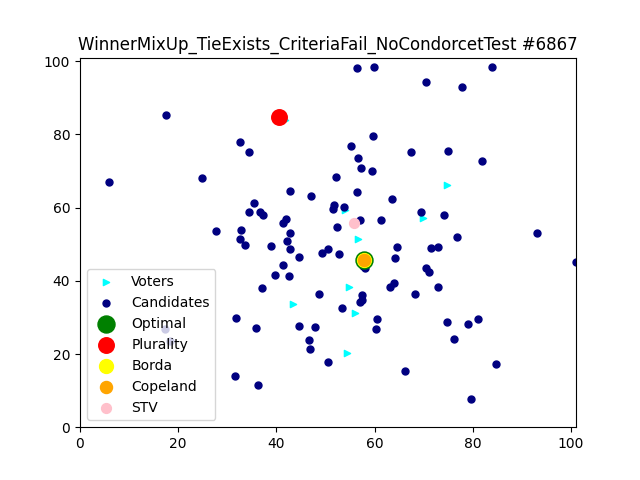 WinnerMixUp_TieExists_CriteriaFail_NoCondorcetTest #6867
100
80
60
40
20
0
Voters
Candidates
Optimal
Plurality
Borda
Copeland
STV
0 20 40 60 80 100